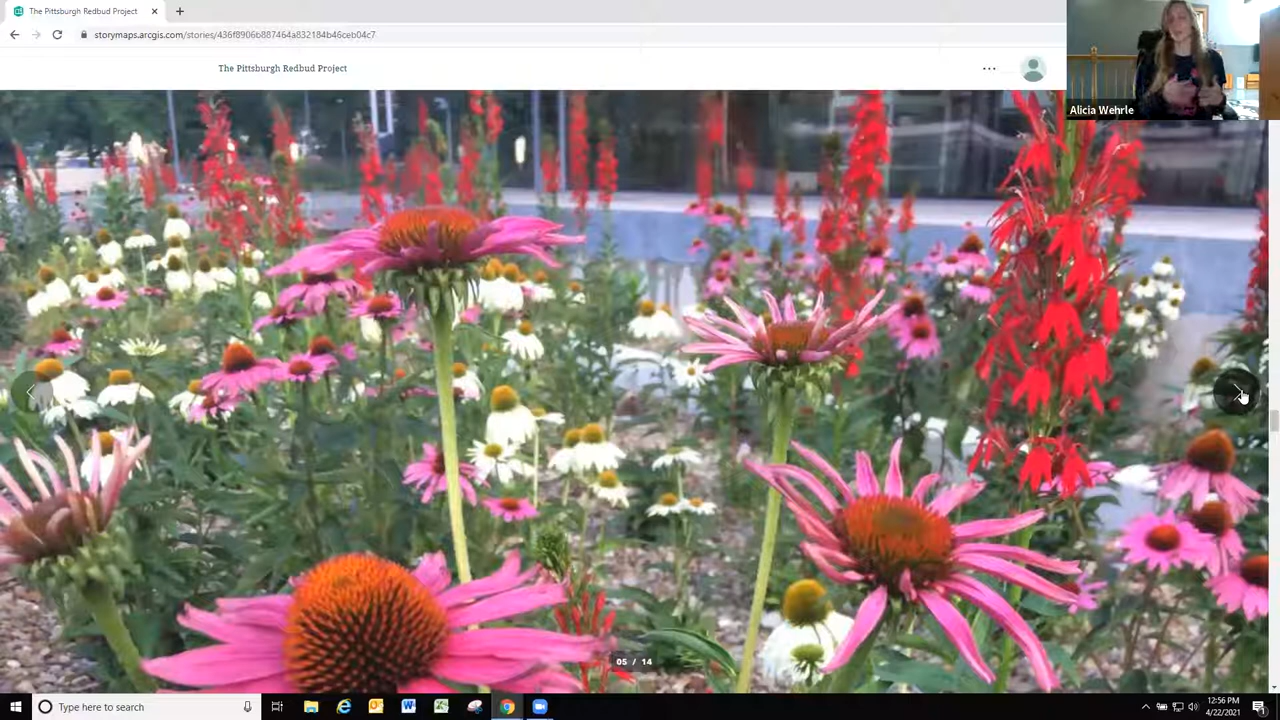 The Pittsburgh Redbud Project
storymaps.arcgis.com/stories/436f8906b887464a832184b46ceb04c7
The Pittsburgh Redbud Project
Alicia Wehrle
05 / 14
Type here to search
12:56 PM
4/22/2021